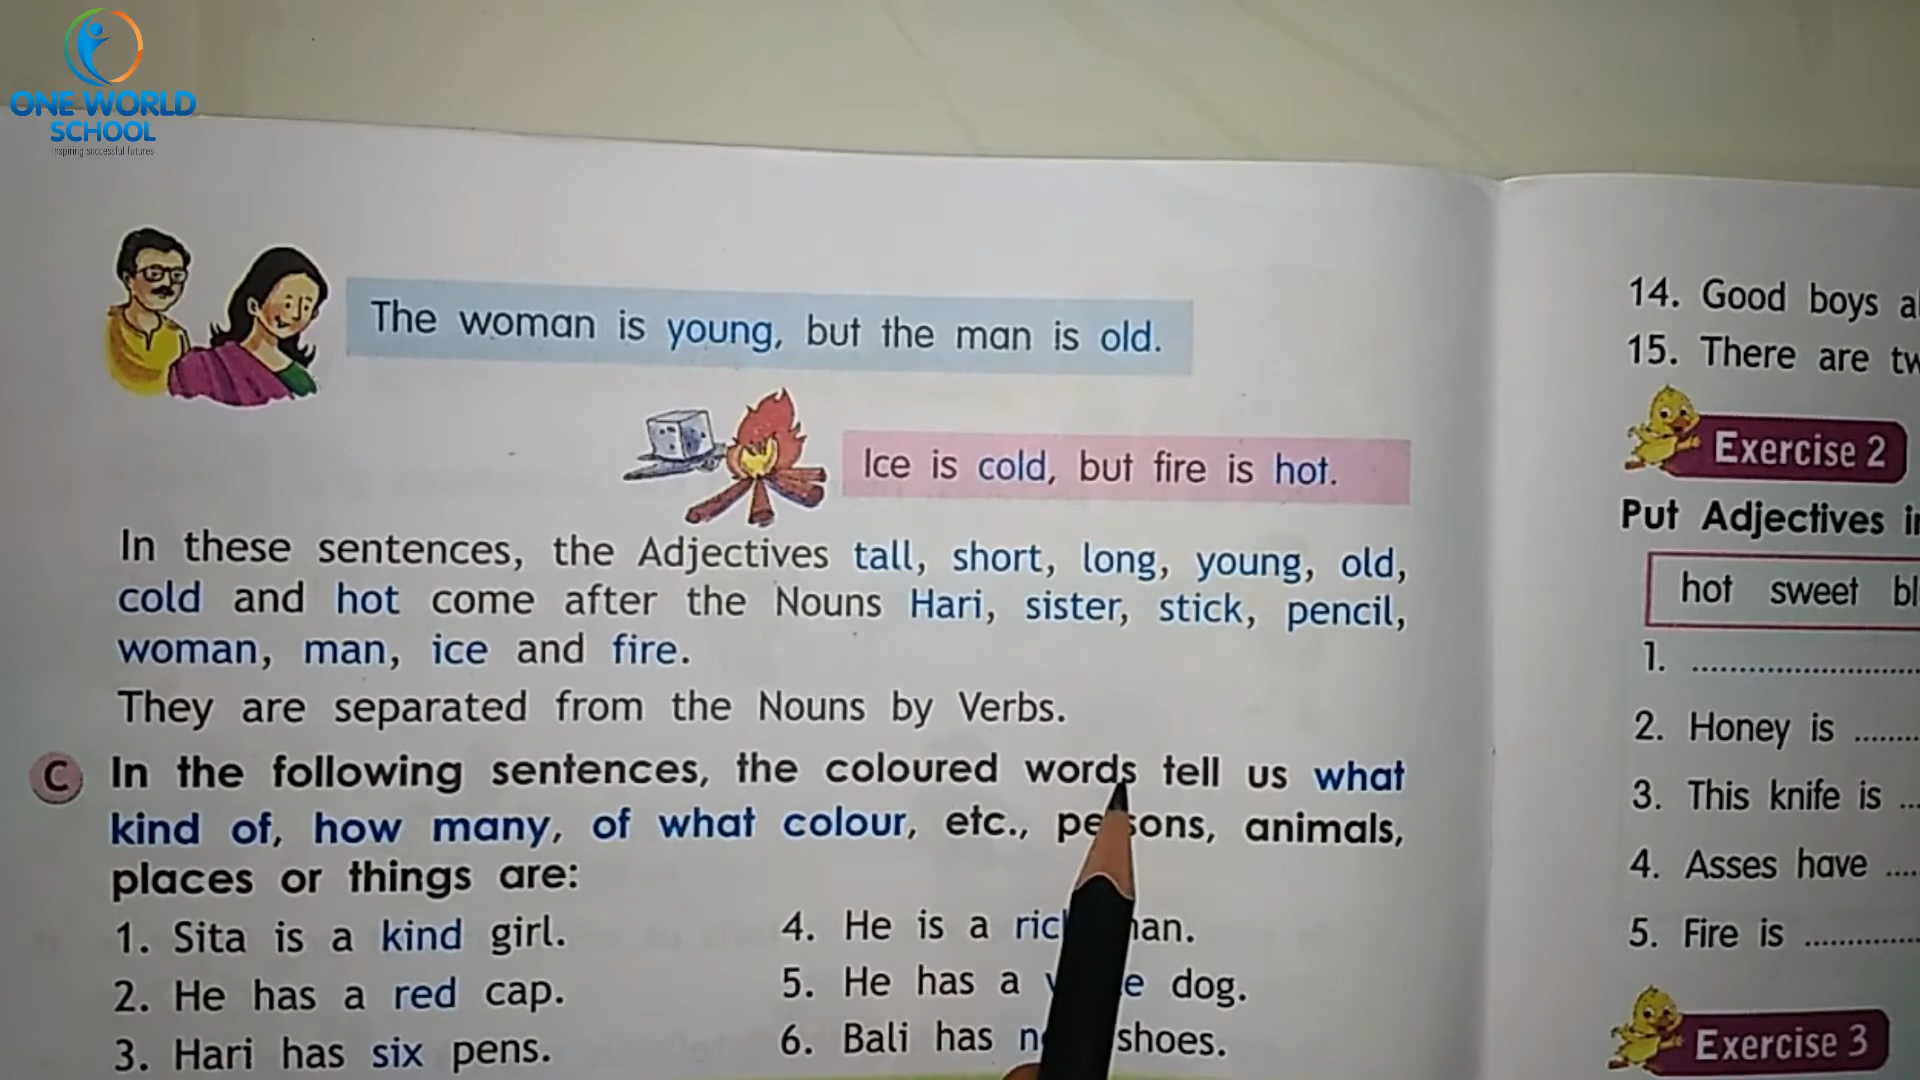 ONE WORLD
SCHOOL
inspiring successful futures
The woman is young, but the man is old.
Ice is cold, but fire is hot.
In these sentences, the Adjectives tall, short, long, young, old,
cold and hot come after the Nouns Hari, sister, stick, pencil,
woman, man, ice and fire.
They are separated from the Nouns by Verbs.
C In the following sentences, the coloured words tell us what
kind of, how many, of what colour, etc., persons, animals,
places or things are:
1. Sita is a kind girl.
2. He has a red cap.
3. Hari has six pens.
4. He is a man.
5. He has a dog.
6. Bali has shoes.
14. Good boys
15. There are
Exercise 2
Put Adjectives
hot sweet
1. ......................
2. Honey is ........
3. This knife is ...
4. Asses have ....
5. Fire is ..............
Exercise 3